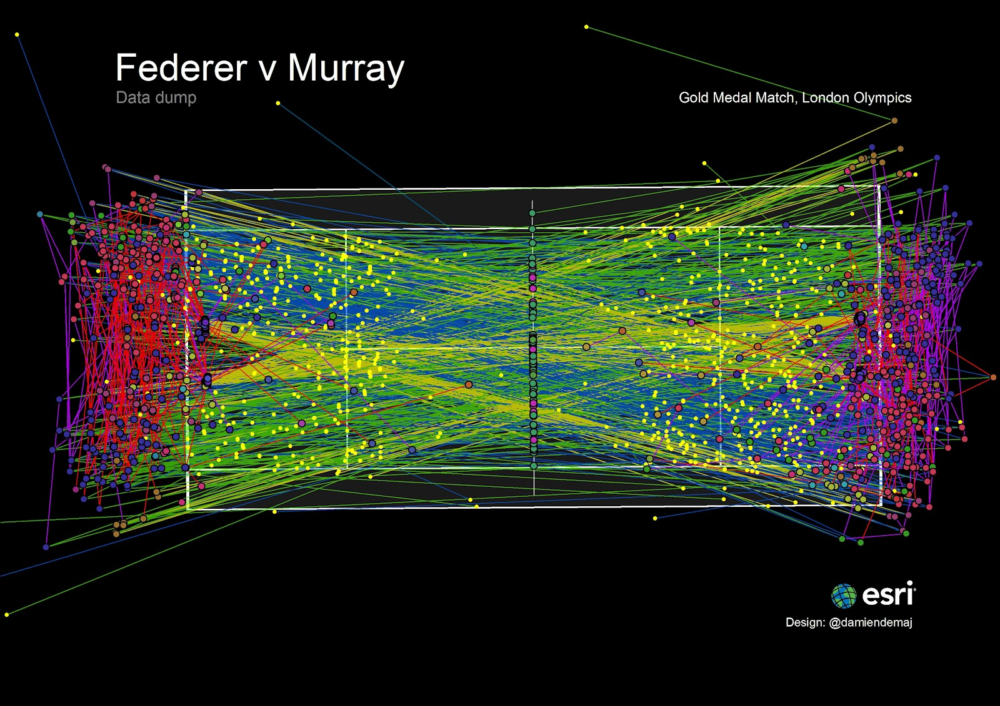 Federer v Murray
Data dump
Gold Medal Match, London Olympics
esri
Design: @damiendemaj